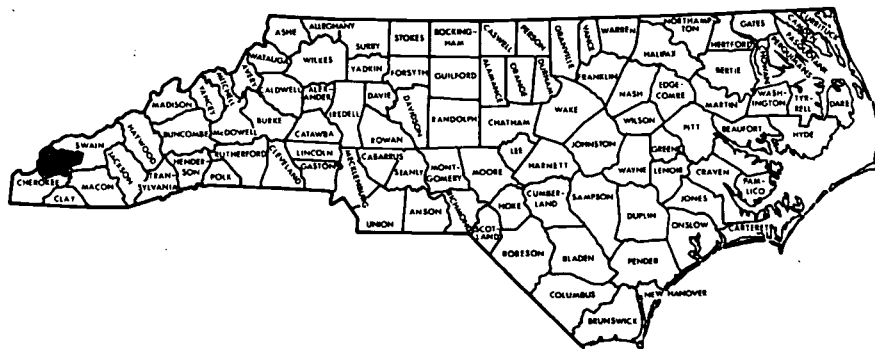 ASHE
ALLEGHANY
SURRY
STOKES
ROCKING-
HAM
CASWELL
PERSON
GRANVILLE
VANCE
WARREN
NORTHAMP-
TON
GATES
CURRITUCK
CAMDEN
PASQUOTANK
PERQUIMANS
CHOWAN
HERTFORD
HALIFAX
BERTIE
WATAUGA
WILKES
YADKIN
FORSYTH
GUILFORD
ALAMANCE
ORANGE
DURHAM
FRANKLIN
NASH
EDGE-
COMBE
MARTIN
WASH-
INGTON
TYR-
RELL
DARE
MADISON
YANCEY
MITCHELL
AVERY
CALDWELL
ALEX-
ANDER
IREDELL
DAVIE
DAVIDSON
RANDOLPH
CHATHAM
WAKE
WILSON
PITT
BEAUFORT
HYDE
SWAIN
HAYWOOD
BUNCOMBE
McDOWELL
BURKE
CATAWBA
ROWAN
JOHNSTON
GREENE
LEE
CHEROKEE
CLAY
MACON
JACKSON
TRAN-
SYLVANIA
HENDER-
SON
POLK
RUTHERFORD
CLEVELAND
LINCOLN
GASTON
MECKLENBURG
CABARRUS
STANLY
MONT-
GOMERY
MOORE
HARNETT
WAYNE
LENOIR
CRAVEN
PAM-
LICO
UNION
ANSON
RICHMOND
SCOT-
LAND
HOKE
CUMBER-
LAND
SAMPSON
DUPLIN
JONES
ONSLOW
CARTERET
ROBESON
BLADEN
PENDER
COLUMBUS
NEW HANOVER
BRUNSWICK